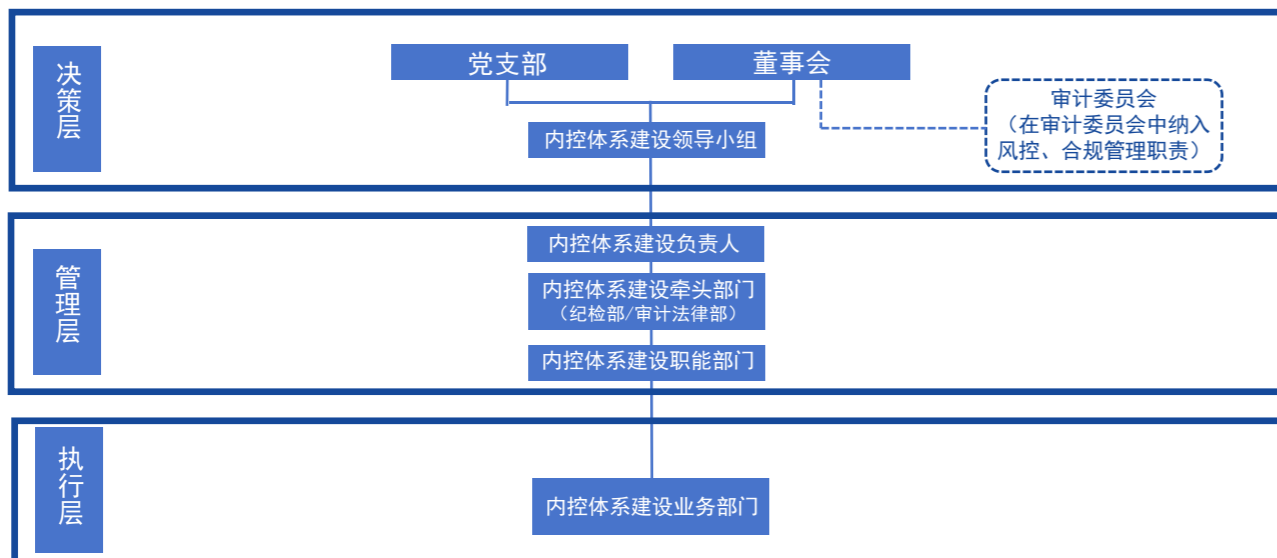 决策层
党支部
董事会
审计委员会
（在审计委员会中纳入
风控、合规管理职责）
内控体系建设领导小组
管理层
内控体系建设负责人
内控体系建设牵头部门
（纪检部/审计法律部）
内控体系建设职能部门
执行层
内控体系建设业务部门